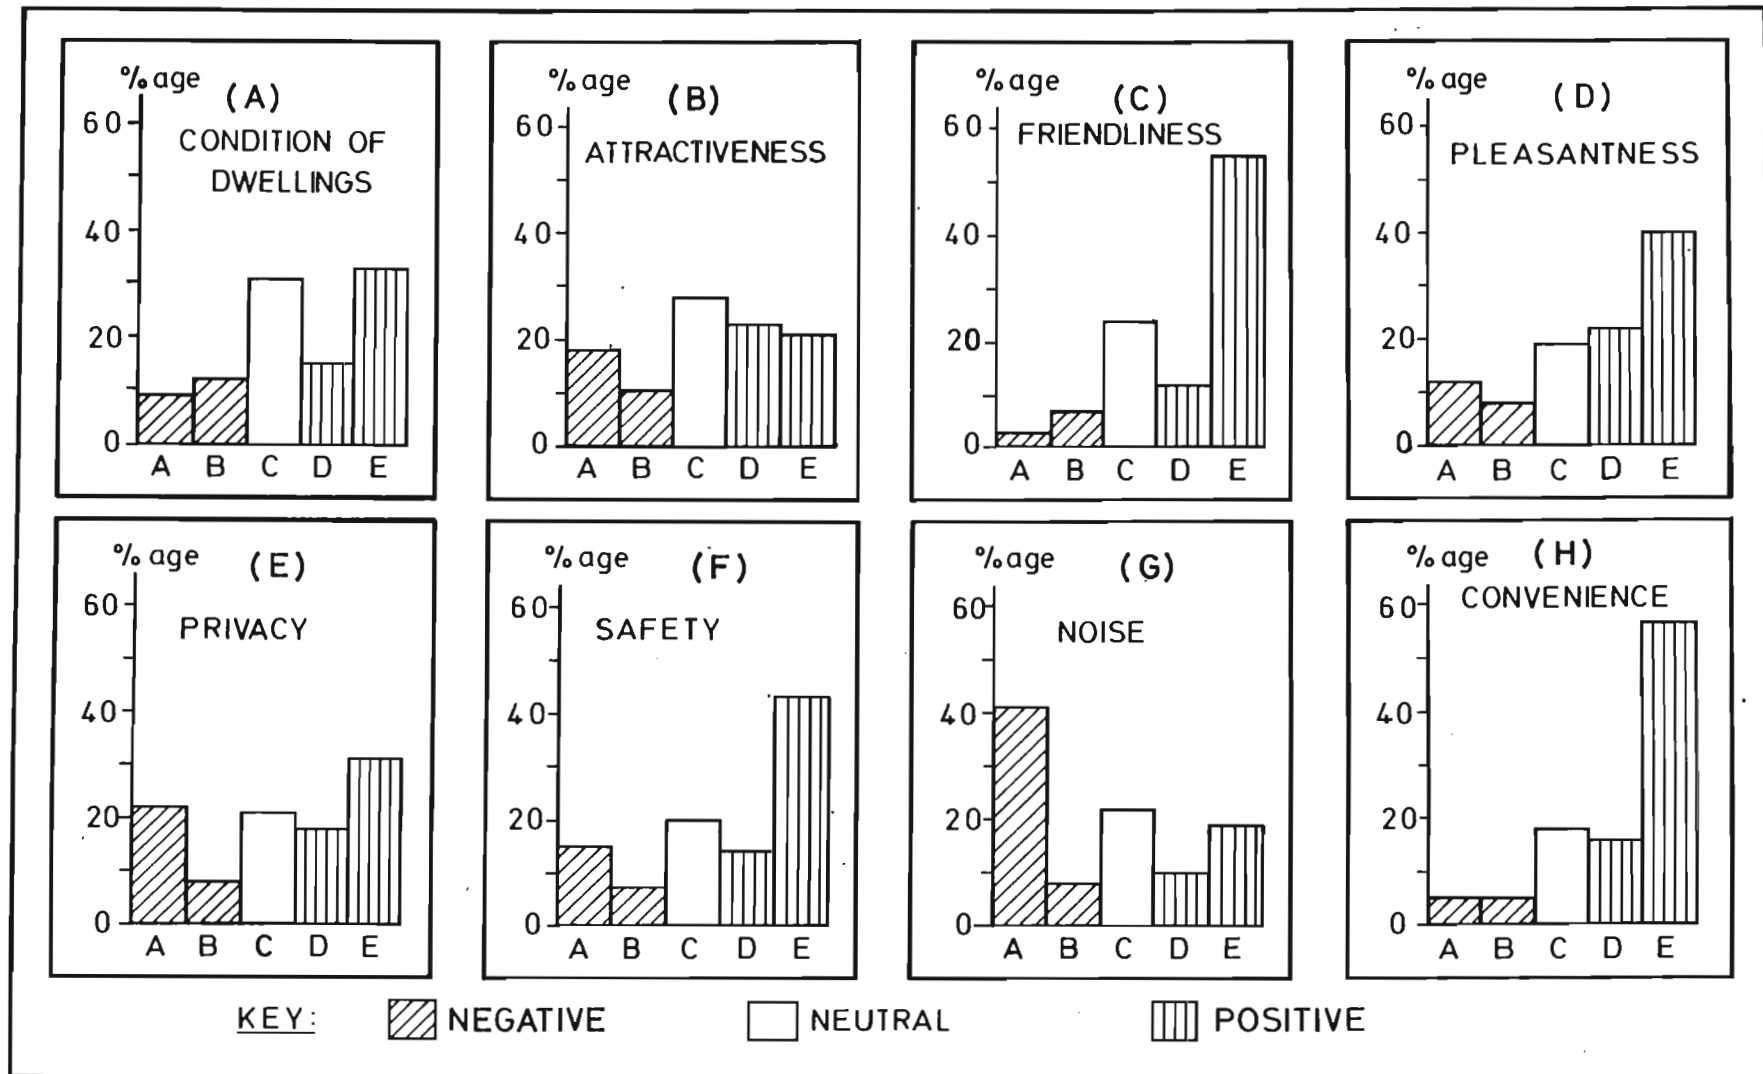 % age (A)
60
CONDITION OF
DWELLINGS
40
20
0
A B C D E
% age (B)
60
ATTRACTIVENESS
40
20
0
A B C D E
% age (C)
60
FRIENDLINESS
40
20
0
A B C D E
% age (D)
60
PLEASANTNESS
40
20
0
A B C D E
% age (E)
60
PRIVACY
40
20
0
A B C D E
% age (F)
60
SAFETY
40
20
0
A B C D E
% age (G)
60
NOISE
40
20
0
A B C D E
% age (H)
60
CONVENIENCE
40
20
0
A B C D E
KEY: NEGATIVE NEUTRAL POSITIVE